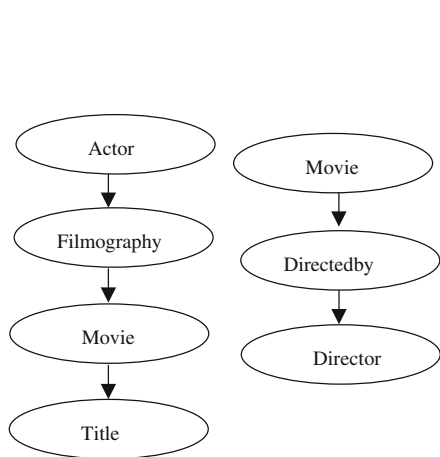 Actor
Filmography
Movie
Title
Movie
Directedby
Director